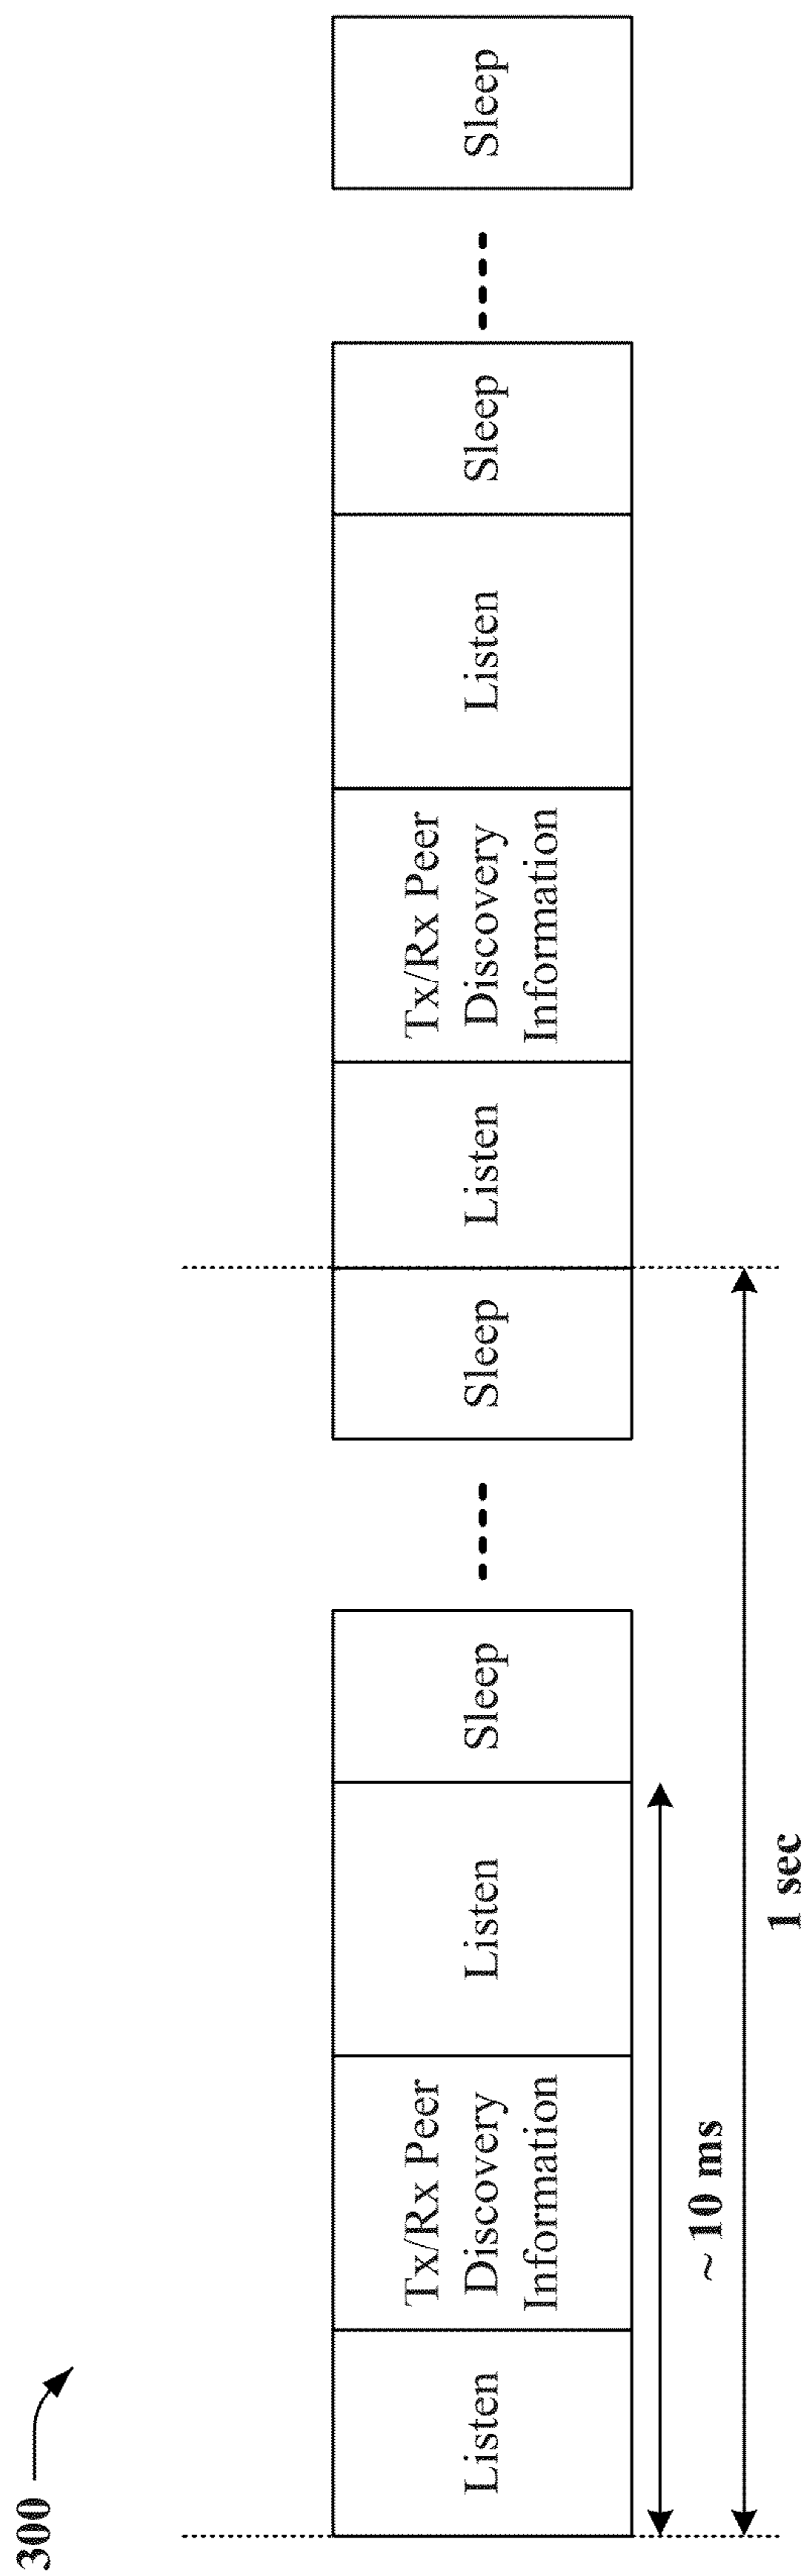 300
Listen
Tx/Rx Peer
Discovery
Information
Listen
Sleep
Sleep
Listen
Tx/Rx Peer
Discovery
Information
Listen
Sleep
Sleep
~ 10 ms
1 sec